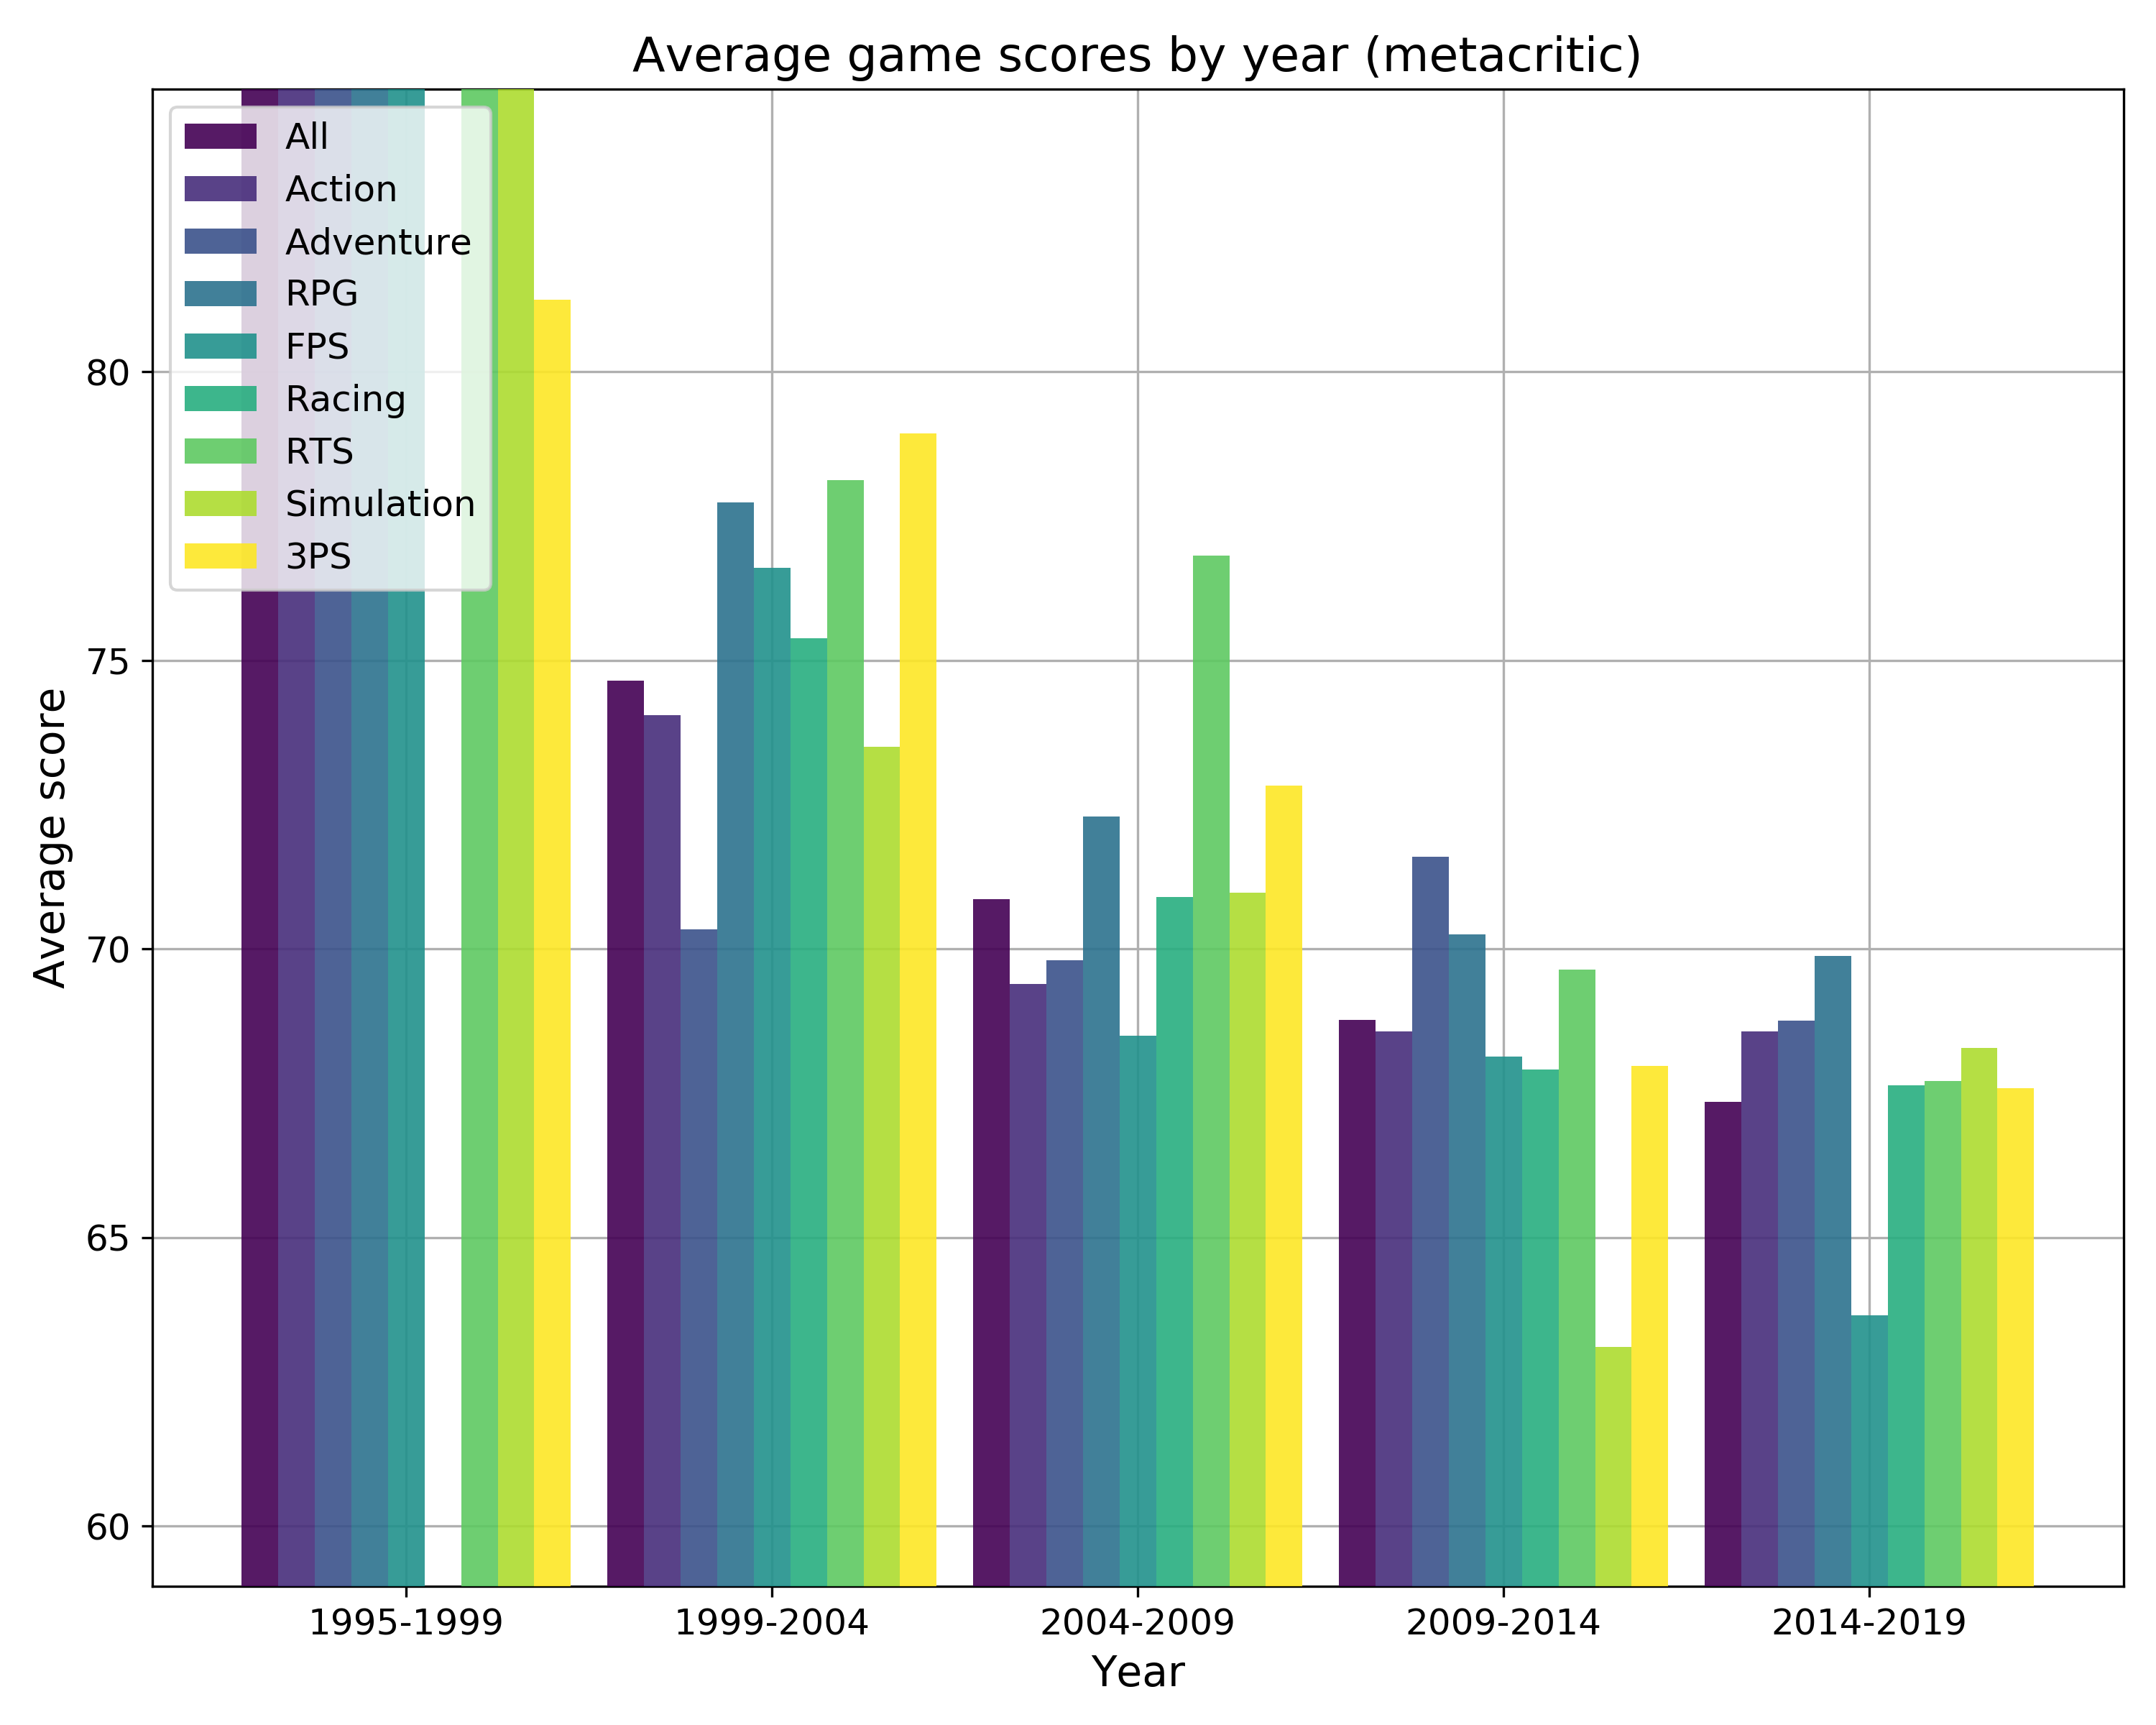 Average game scores by year (metacritic)
All
Action
Adventure
RPG
FPS
Racing
RTS
Simulation
3PS
80
75
70
65
60
Average score
1995-1999
1999-2004
2004-2009
2009-2014
2014-2019
Year